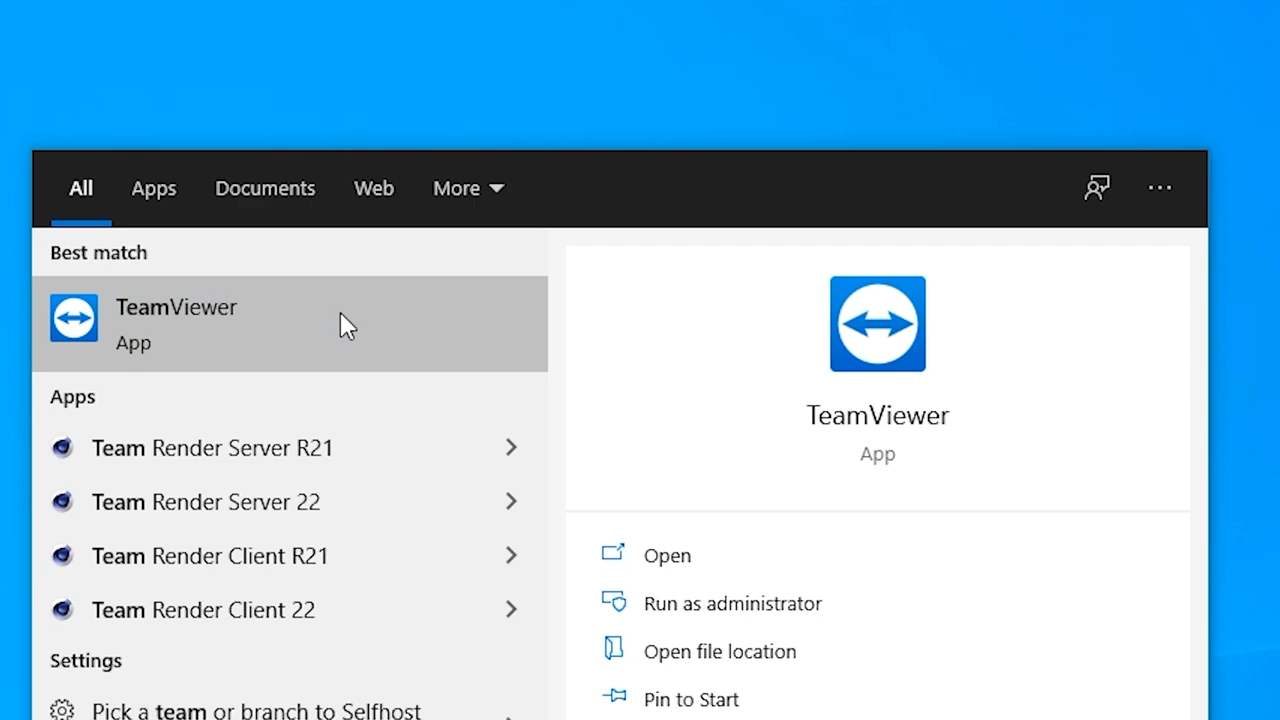 All Apps Documents Web More
Best match
TeamViewer
App
Apps
Team Render Server R21
Team Render Server 22
Team Render Client R21
Team Render Client 22
Settings
Pick a team or branch to Selfhost
TeamViewer
App
Open
Run as administrator
Open file location
Pin to Start